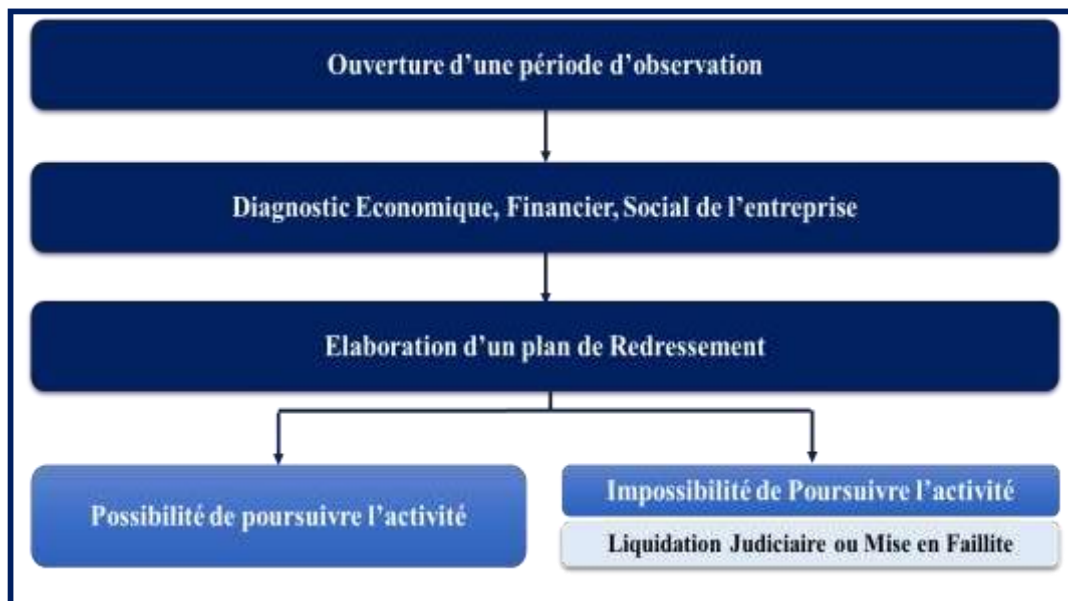 Ouverture d’une période d’observation
Diagnostic Economique, Financier, Social de l’entreprise
Elaboration d’un plan de Redressement
Possibilité de poursuivre l’activité
Impossibilité de Poursuivre l’activité
Liquidation Judiciaire ou Mise en Faillite